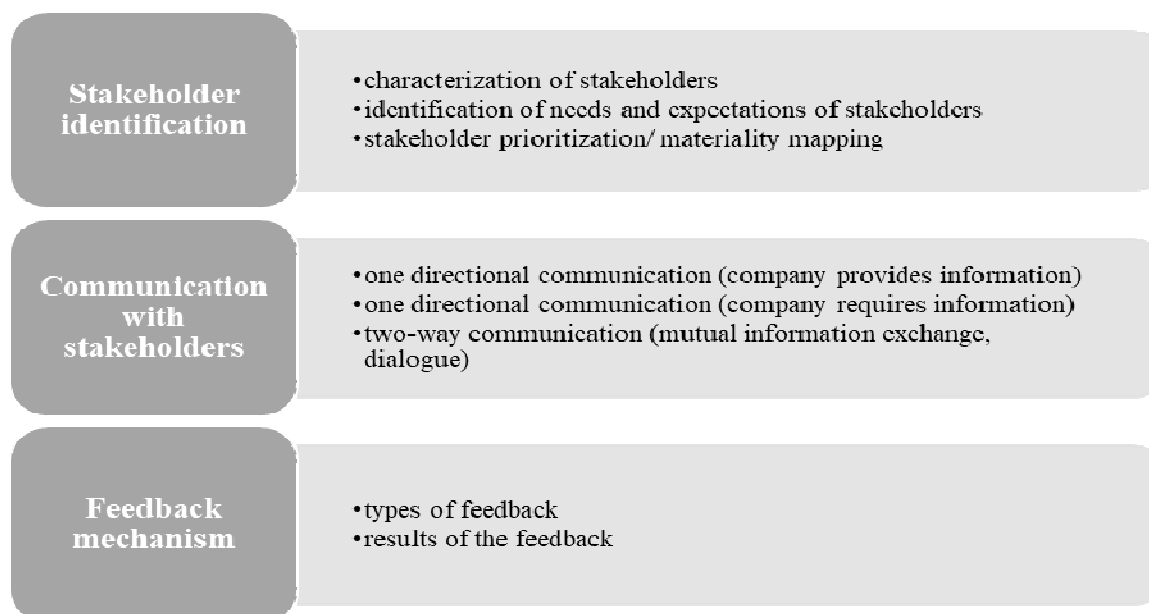 Stakeholder
identification
•characterization of stakeholders
•identification of needs and expectations of stakeholders
•stakeholder prioritization/ materiality mapping
Communication
with
stakeholders
•one directional communication (company provides information)
•one directional communication (company requires information)
•two-way communication (mutual information exchange,
dialogue)
Feedback
mechanism
•types of feedback
•results of the feedback